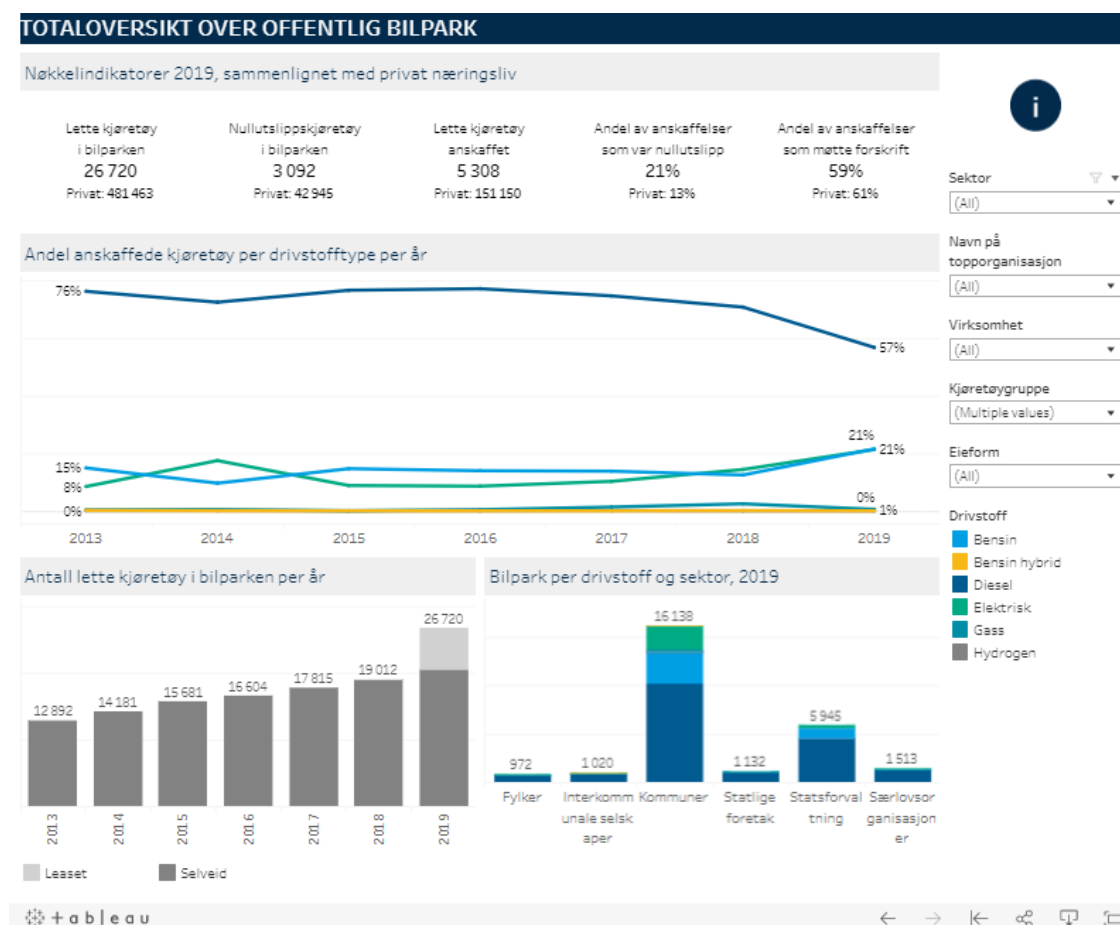 TOTALOVERSIKT OVER OFFENTLIG BILPARK
Nøkkelindikatorer 2019, sammenlignet med privat næringsliv
Lette kjøretøy
i bilparken
26 720
Privat: 481 463
Nullutslippskjøretøy
i bilparken
3 092
Privat: 42 945
Lette kjøretøy
anskaffet
5 308
Privat: 151 150
Andel av anskaffelser
som var nullutslipp
21%
Privat: 13%
Andel av anskaffelser
som møtte forskrift
59%
Privat: 61%
i
Sektor
(All)
Navn på
topporganisasjon
(All)
Virksomhet
(All)
Kjøretøygruppe
(Multiple values)
Eieform
(All)
Drivstoff
Bensin
Bensin hybrid
Diesel
Elektrisk
Gass
Hydrogen
Andel anskaffede kjøretøy per drivstofftype per år
76%
57%
21%
21%
15%
8%
0%
0%
1%
2013 2014 2015 2016 2017 2018 2019
Antall lette kjøretøy i bilparken per år
12 892 14 181 15 681 16 604 17 815 19 012 26 720
2013 2014 2015 2016 2017 2018 2019
Leaset Selveid
Bilpark per drivstoff og sektor, 2019
972 1 020 16 138 1 132 5 945 1 513
Fylker
Interkomm
unale selsk
aper
Kommuner
Statlige
foretak
Statsforval
tning
Særlovsor
ganisasjon
er
+ a b l e a u